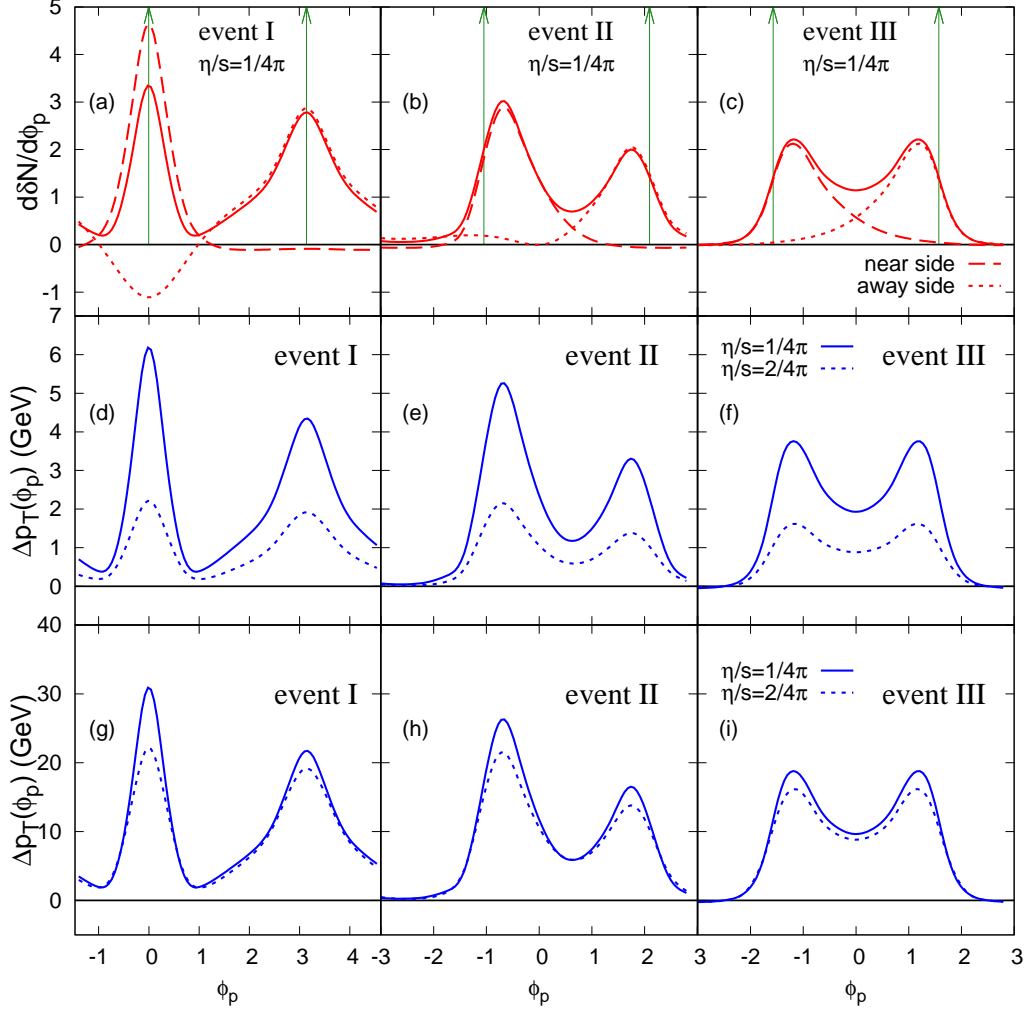 5
4
3
2
1
0
-1
dδN/dφp
event I
η/s=1/4π
(a)
event II
η/s=1/4π
(b)
event III
η/s=1/4π
(c)
near side
away side
7
6
5
4
3
2
1
0
ΔpT(φp) (GeV)
event I
(d)
event II
(e)
η/s=1/4π
η/s=2/4π
event III
(f)
40
30
20
10
0
ΔpT(φp) (GeV)
event I
(g)
event II
(h)
η/s=1/4π
η/s=2/4π
event III
(i)
-1 0 1 2 3 4 -3 -2 -1 0 1 2 3 -2 -1 0 1 2 3
φp φp φp